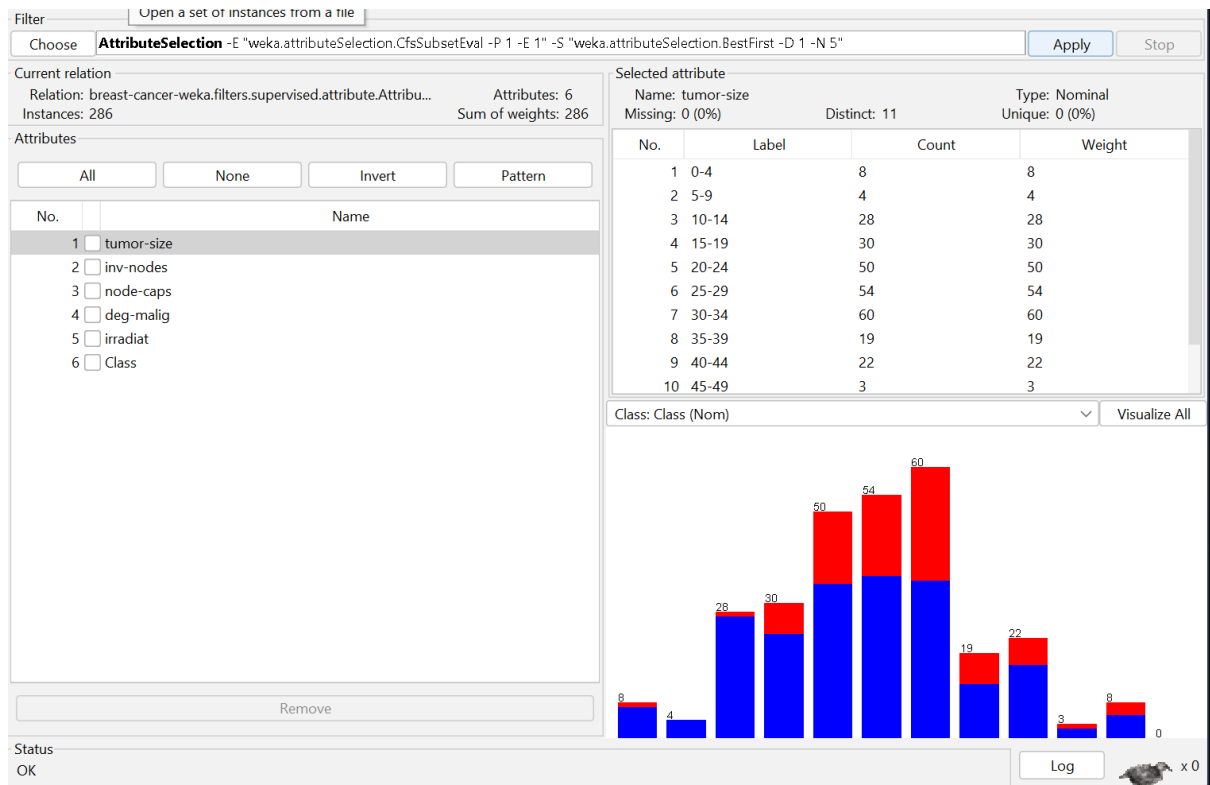 Open a set of instances from a file
Filter
Choose AttributeSelection -E "weka.attributeSelection.CfsSubsetEval -P 1 -E 1" -S "weka.attributeSelection.BestFirst -D 1 -N 5" Apply Stop
Current relation
Relation: breast-cancer-weka.filters.supervised.attribute.Attribu... Attributes: 6
Instances: 286 Sum of weights: 286
Attributes
All None Invert Pattern
No. Name
1 tumor-size
2 inv-nodes
3 node-caps
4 deg-malig
5 irradiat
6 Class
Remove
Selected attribute
Name: tumor-size Type: Nominal
Missing: 0 (0%) Distinct: 11 Unique: 0 (0%)
No. Label Count Weight
1 0-4 8 8
2 5-9 4 4
3 10-14 28 28
4 15-19 30 30
5 20-24 50 50
6 25-29 54 54
7 30-34 60 60
8 35-39 19 19
9 40-44 22 22
10 45-49 3 3
Class: Class (Nom) Visualize All
8 4 28 30 50 54 60 19 22 3 8 0
Status
OK Log x 0